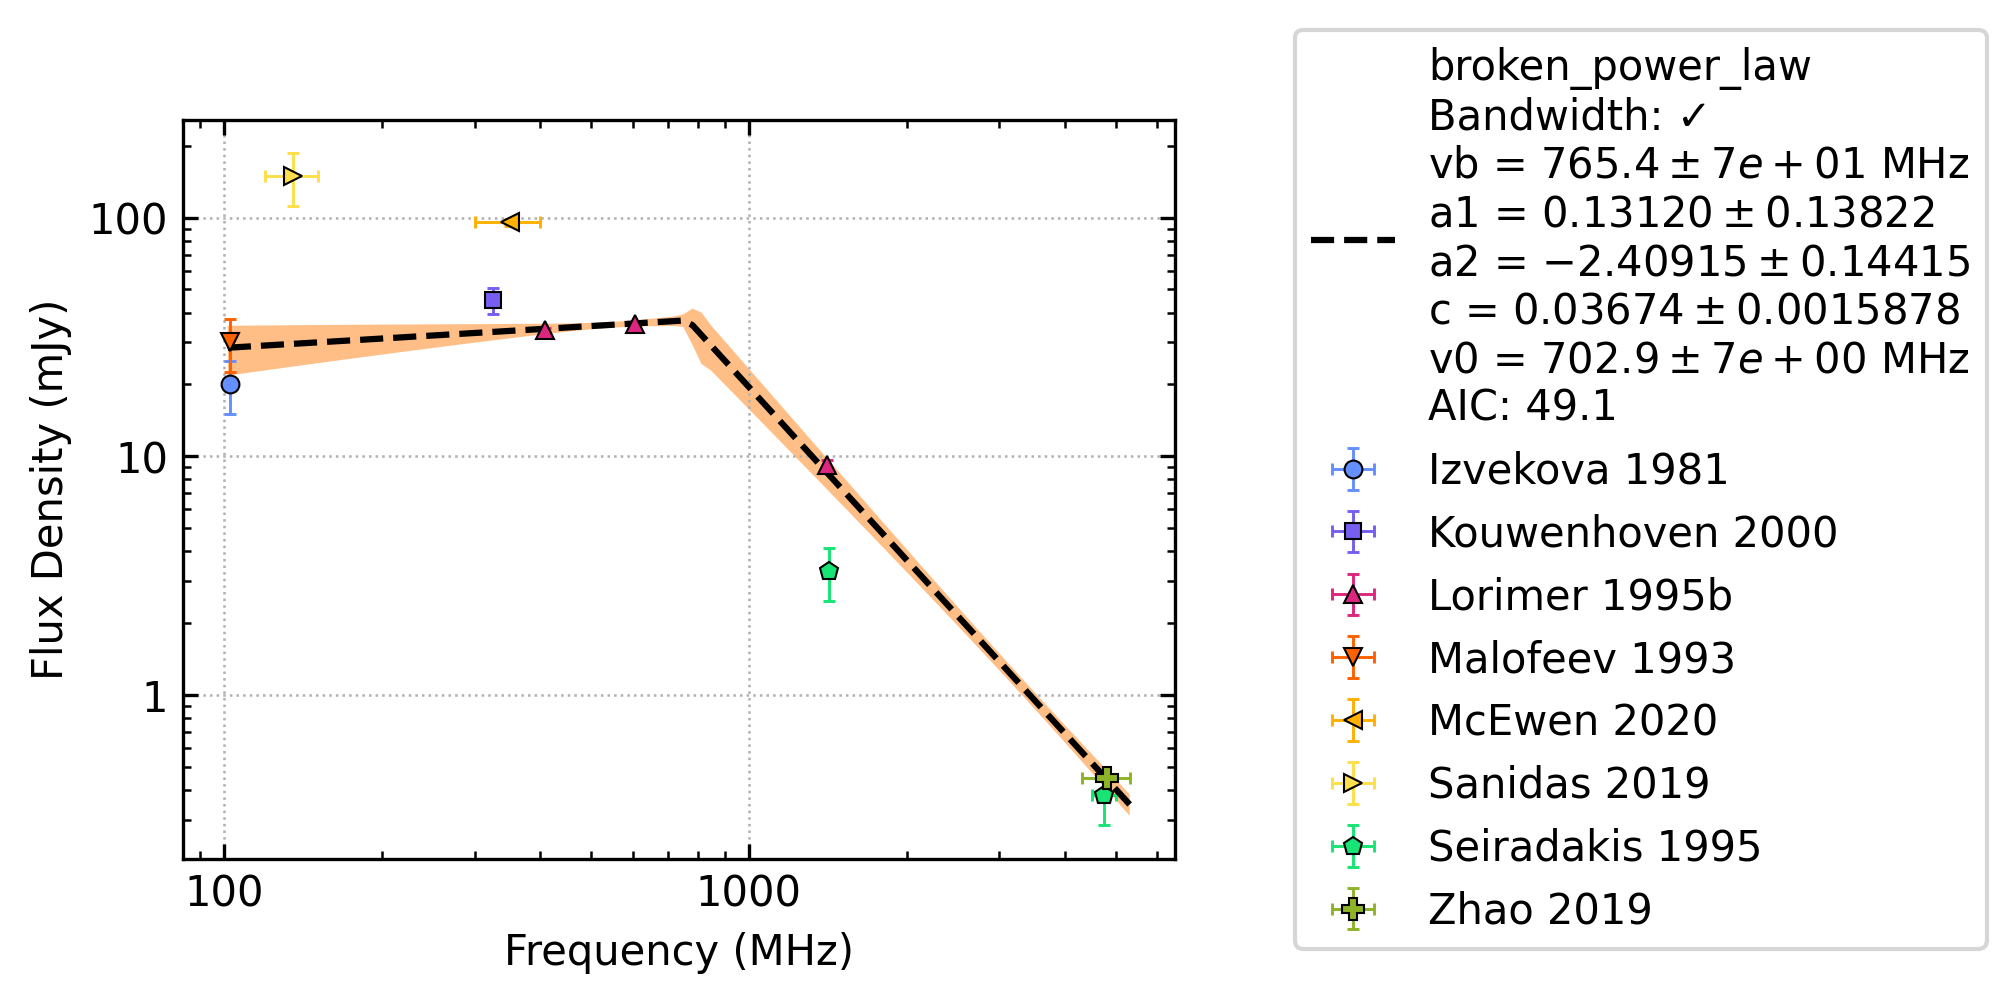 broken_power_law
Bandwidth: ✓
vb = 765.4 ± 7e + 01 MHz
a1 = 0.13120 ± 0.13822
a2 = −2.40915 ± 0.14415
c = 0.03674 ± 0.0015878
v0 = 702.9 ± 7e + 00 MHz
AIC: 49.1
Izvekova 1981
Kouwenhoven 2000
Lorimer 1995b
Malofeev 1993
McEwen 2020
Sanidas 2019
Seiradakis 1995
Zhao 2019
Flux Density (mJy)
100
10
1
100
1000
Frequency (MHz)